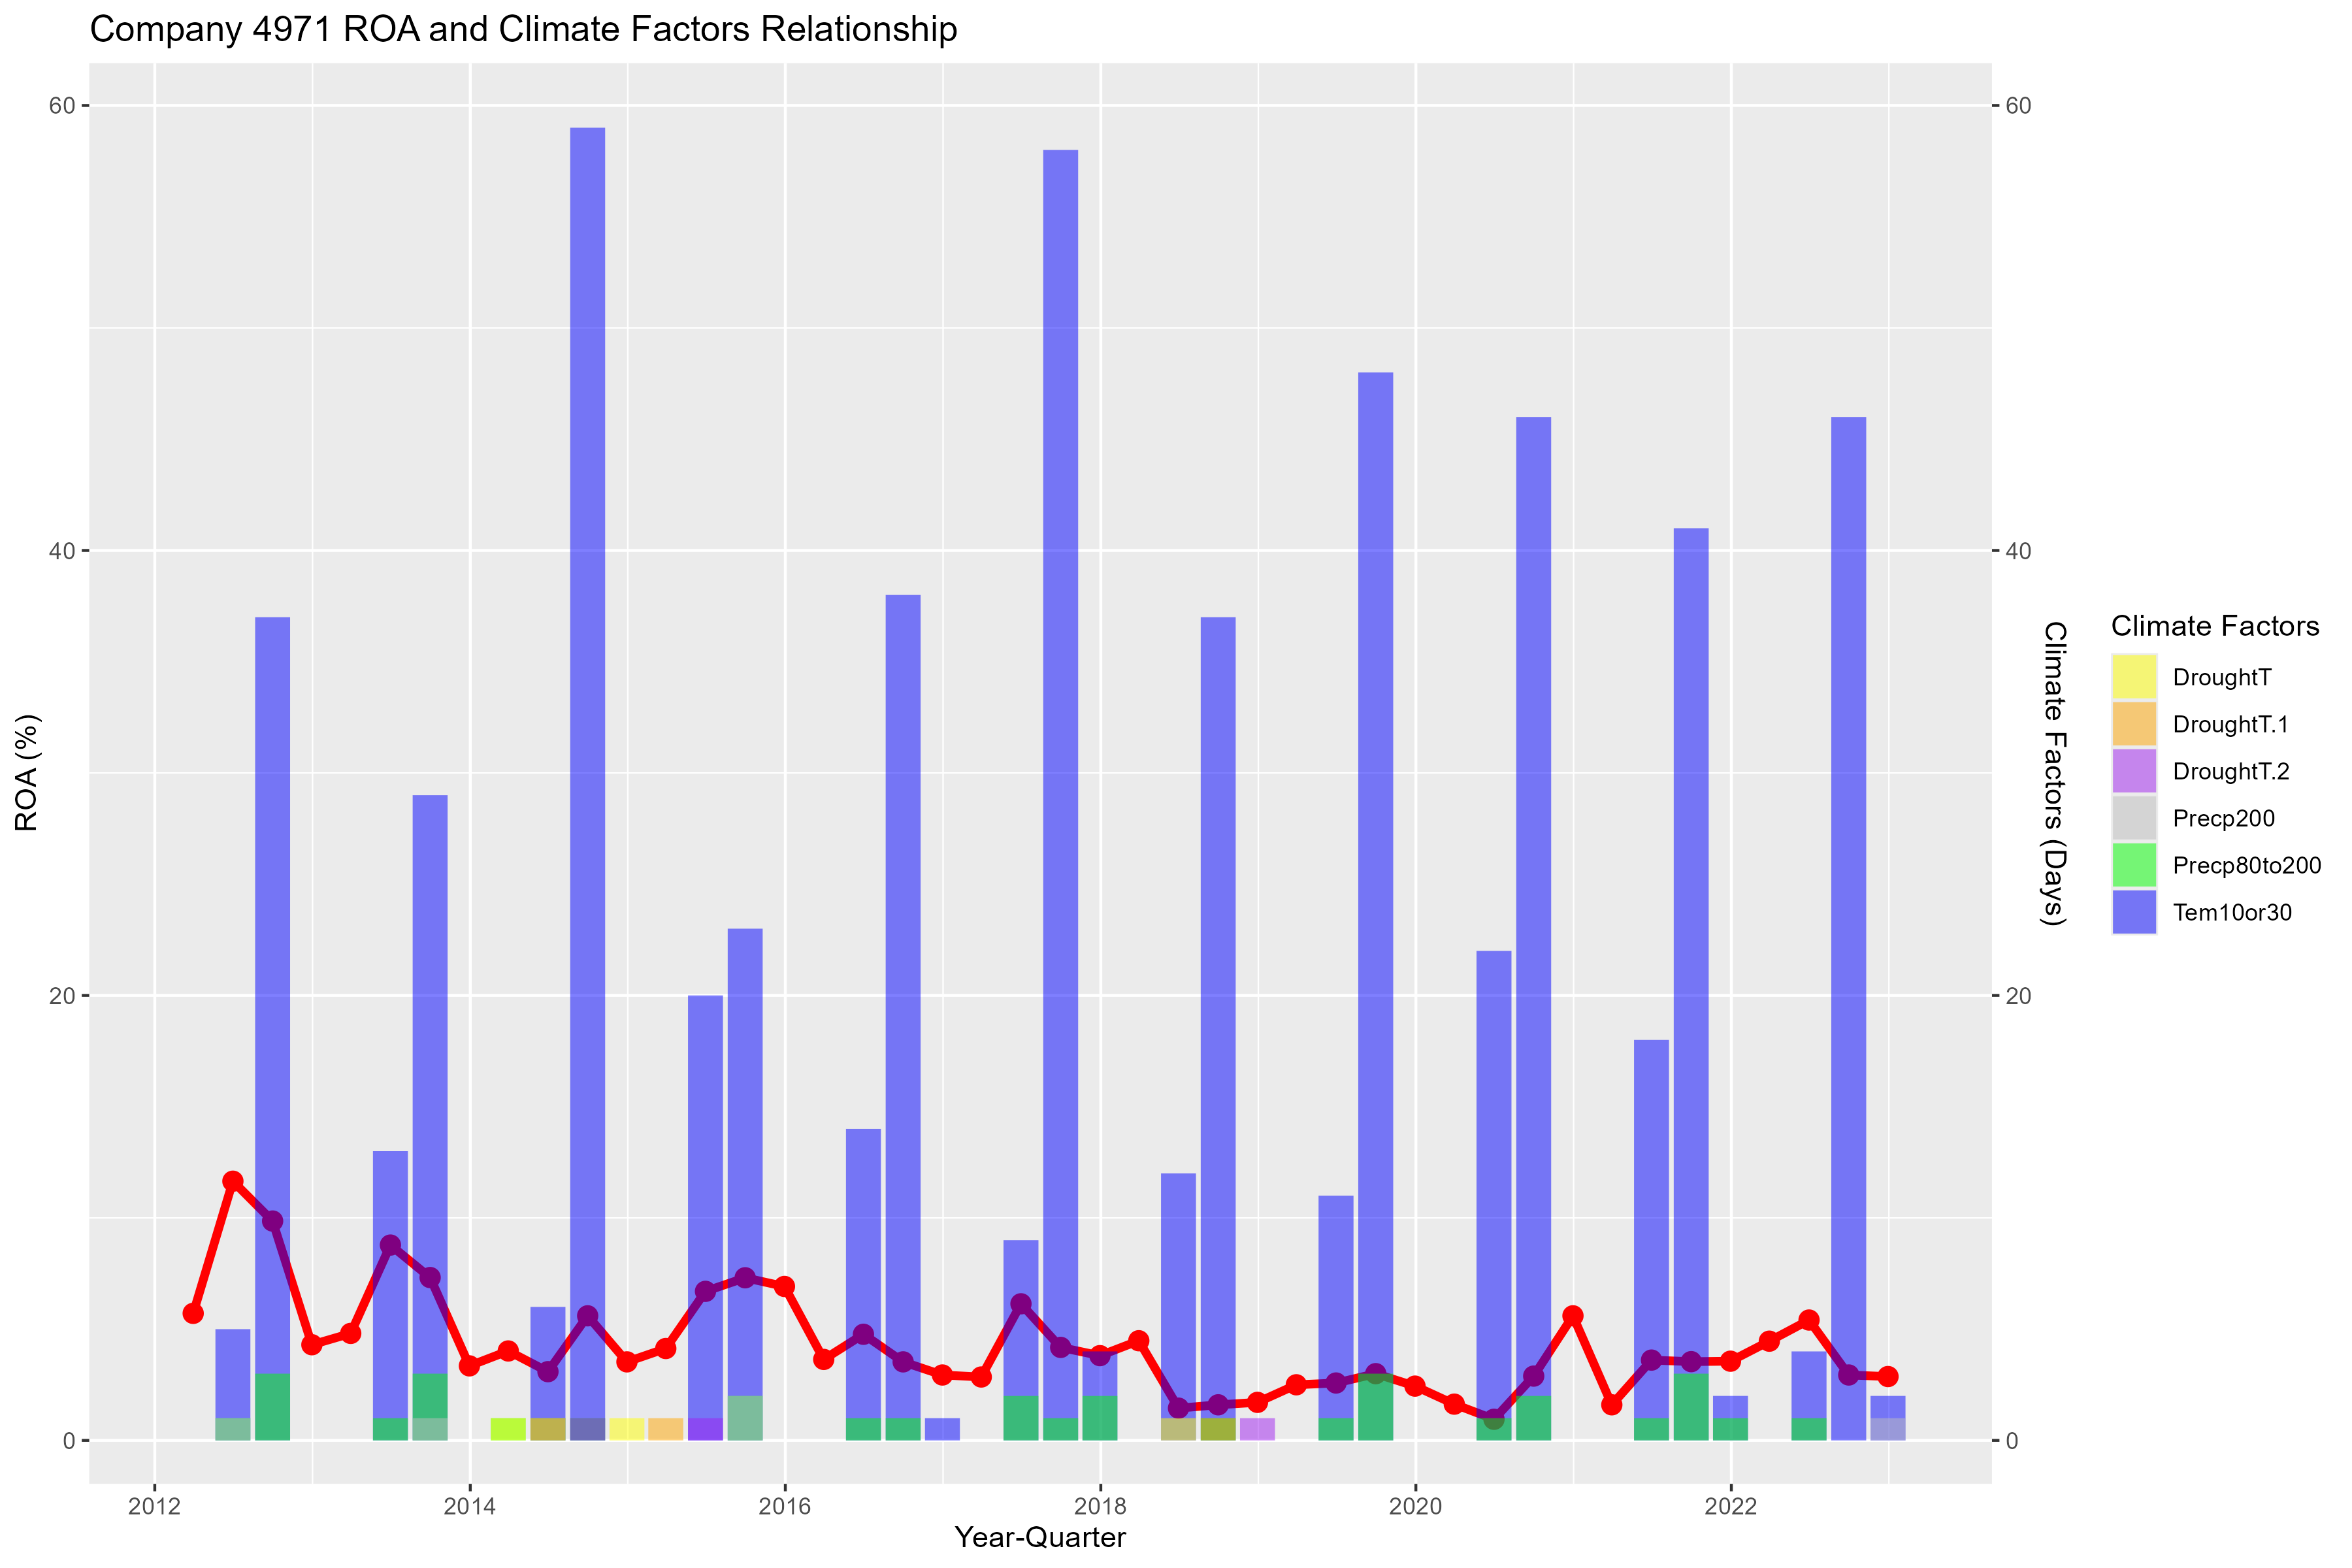 Company 4971 ROA and Climate Factors Relationship
60
40
20
0
ROA (%)
2012
2014
2016
2018
2020
2022
Year-Quarter
60
40
20
0
Climate Factors (Days)
Climate Factors
DroughtT
DroughtT.1
DroughtT.2
Precp200
Precp80to200
Tem10or30